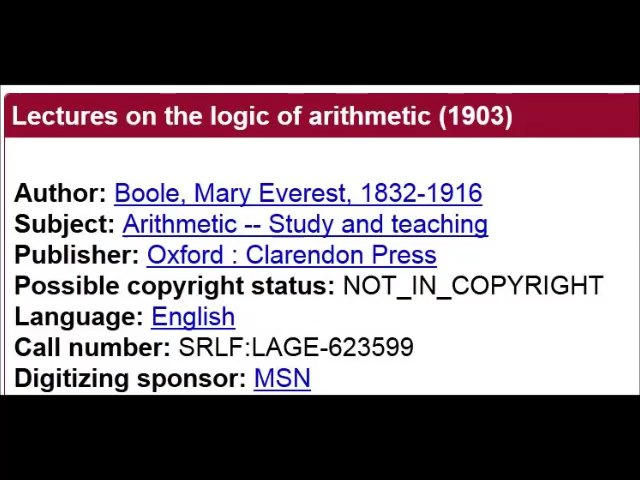 Lectures on the logic of arithmetic (1903)
Author: Boole, Mary Everest, 1832-1916
Subject: Arithmetic -- Study and teaching
Publisher: Oxford : Clarendon Press
Possible copyright status: NOT_IN_COPYRIGHT
Language: English
Call number: SRLF:LAGE-623599
Digitizing sponsor: MSN